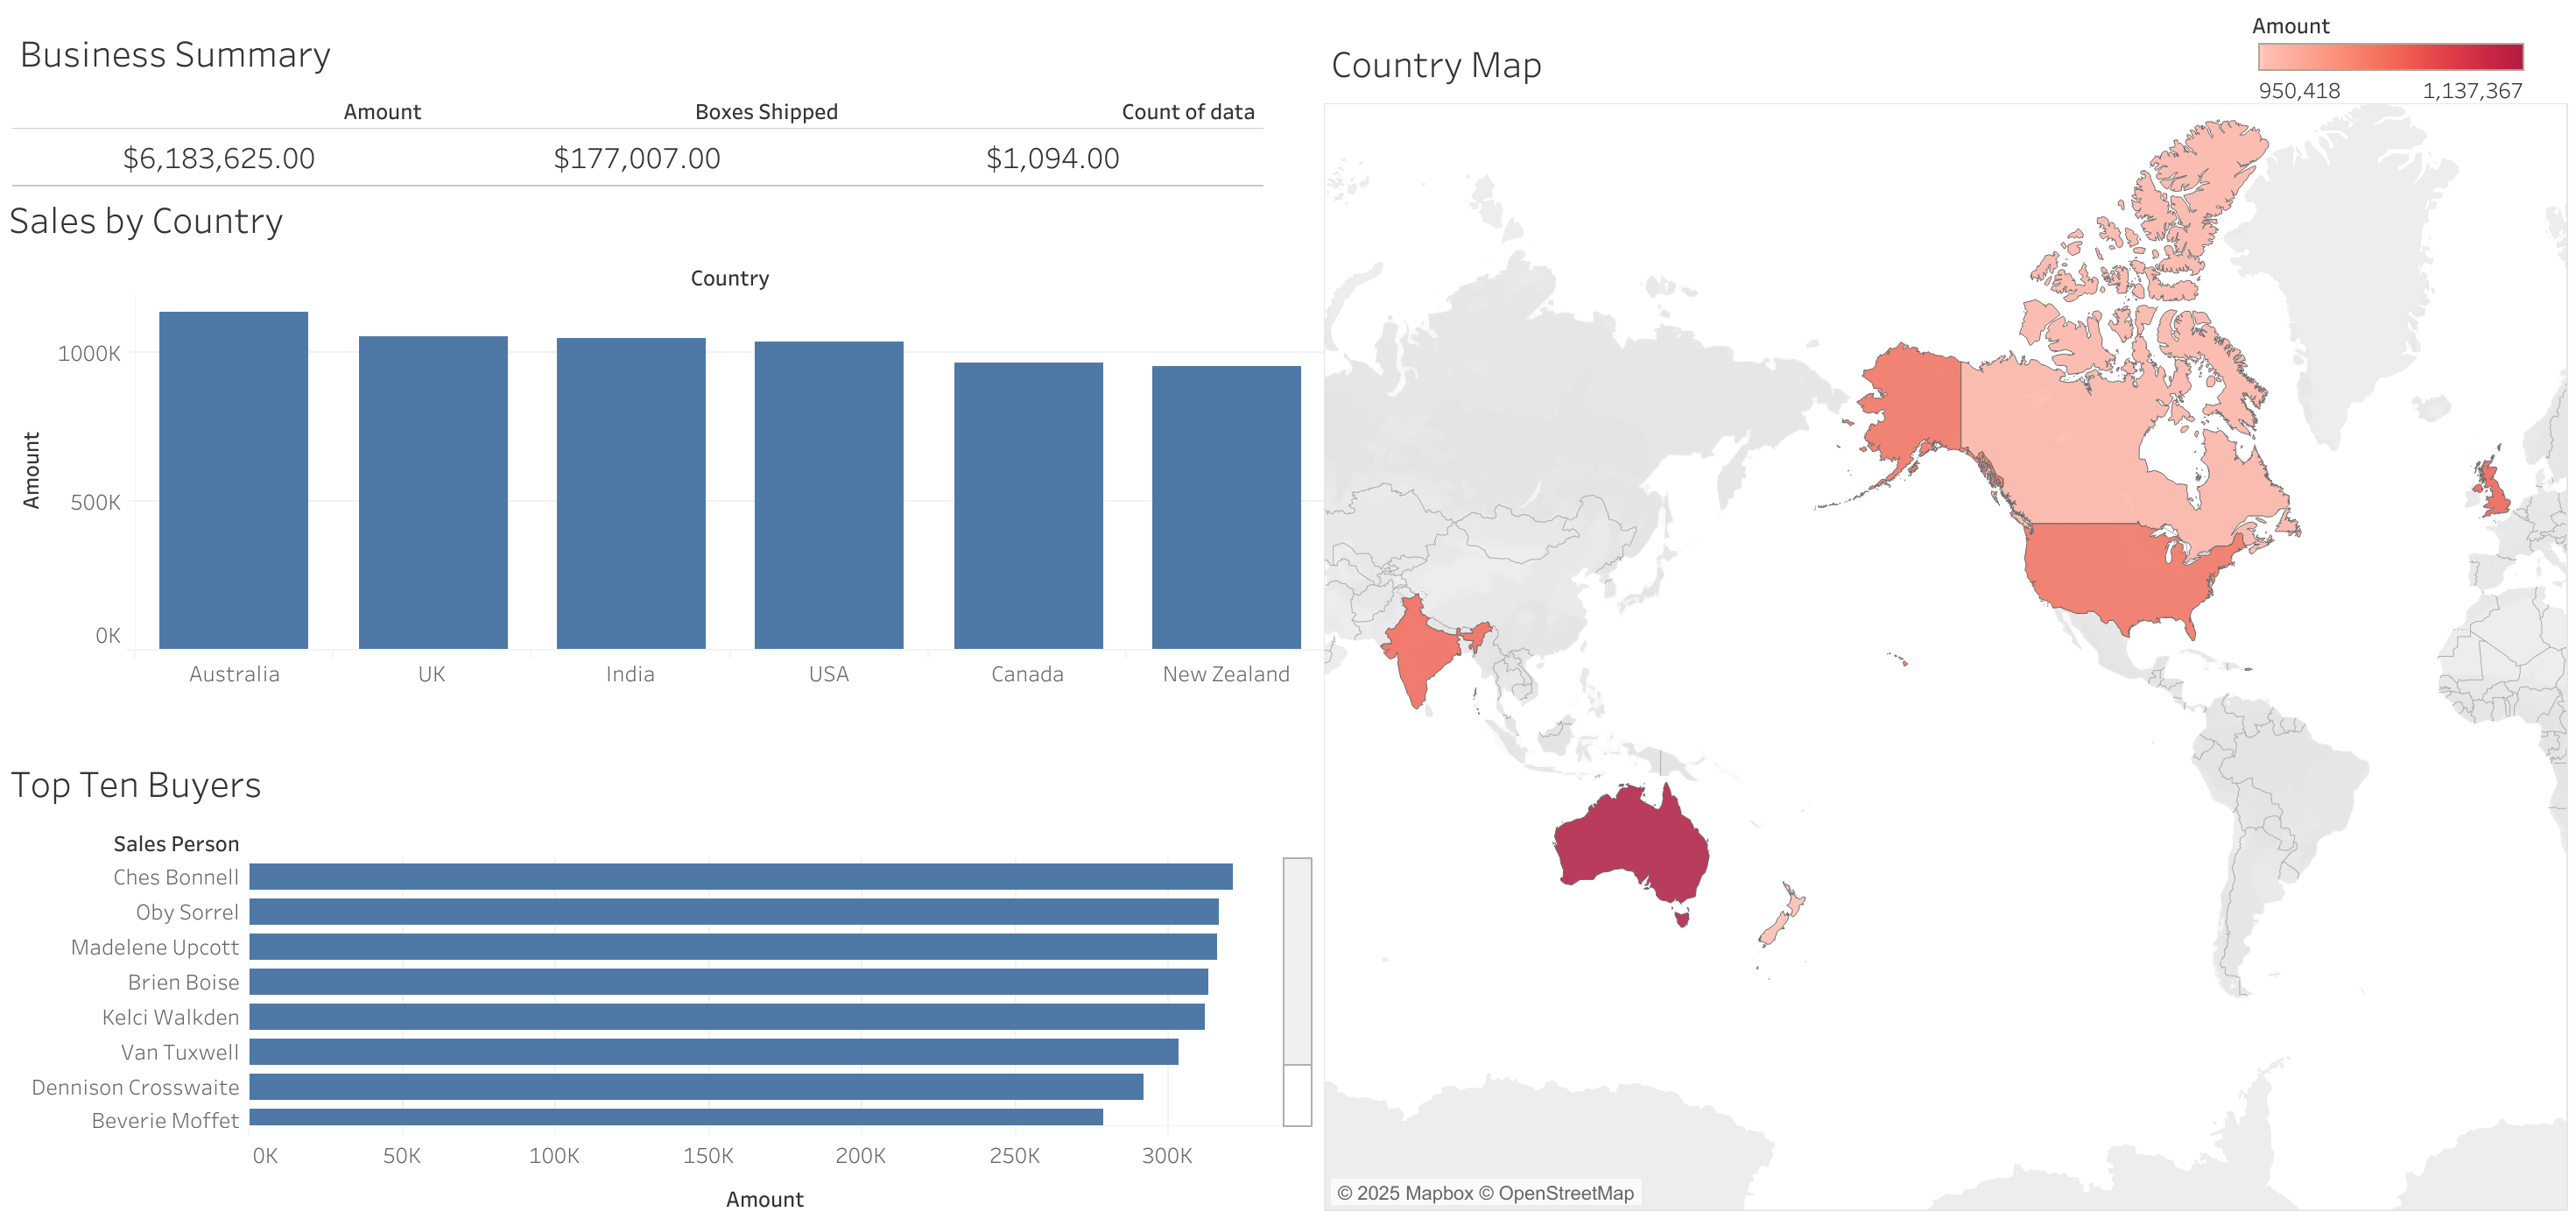 Business Summary
Amount Boxes Shipped Count of data
$6,183,625.00 $177,007.00 $1,094.00
Sales by Country
Country
Amount
1000K
500K
0K
Australia UK India USA Canada New Zealand
Top Ten Buyers
Sales Person
Ches Bonnell
Oby Sorrel
Madelene Upcott
Brien Boise
Kelci Walkden
Van Tuxwell
Dennison Crosswaite
Beverie Moffet
0K 50K 100K 150K 200K 250K 300K
Amount
Country Map
Amount
950,418 1,137,367
© 2025 Mapbox © OpenStreetMap